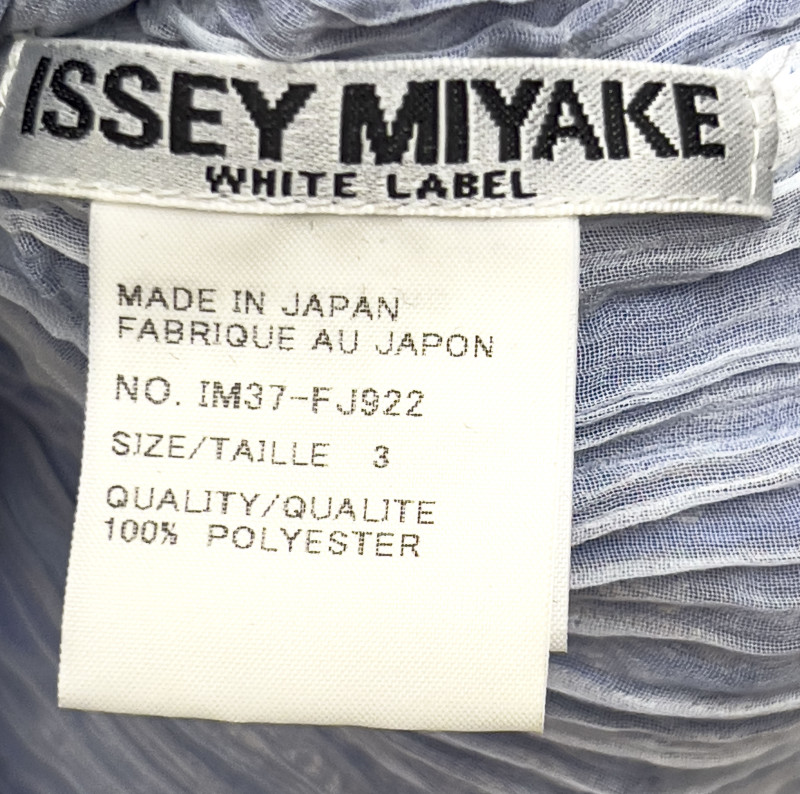 ISSEY MIYAKE
WHITE LABEL
MADE IN JAPAN
FABRIQUE AU JAPON
NO. IM37-FJ922
SIZE/TAILLE 3
QUALITY/QUALITE
100% POLYESTER